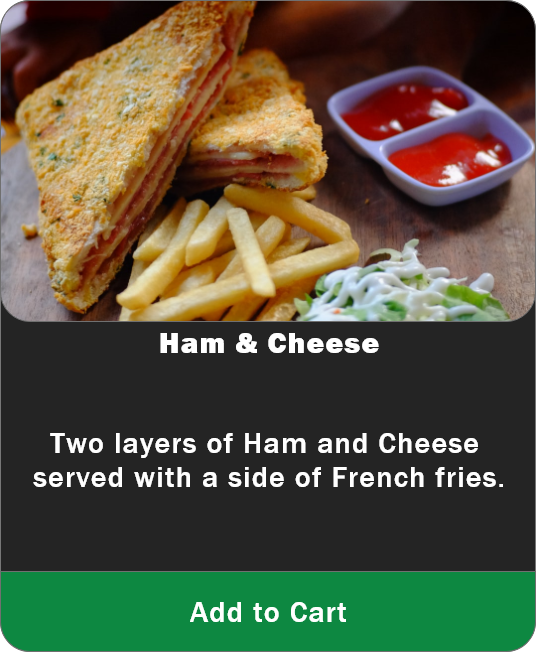 Ham & Cheese
Two layers of Ham and Cheese
served with a side of French fries.
Add to Cart